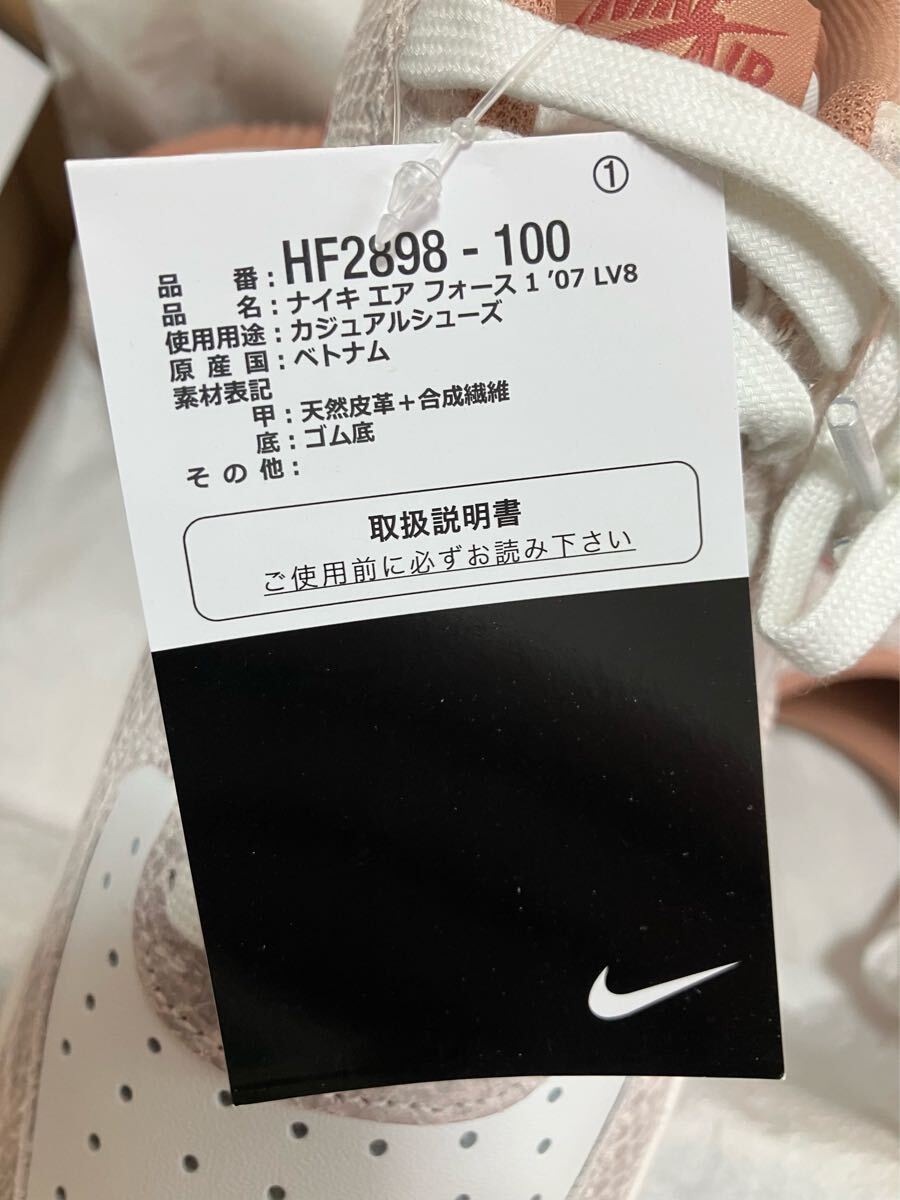 NIKE
AIR
①
品番:HF2898-100
品名:ナイキ エア フォース 1 '07 LV8
使用用途:カジュアルシューズ
原産国:ベトナム
素材表記
甲:天然皮革+合成繊維
底:ゴム底
その他:
取扱説明書
ご使用前に必ずお読み下さい